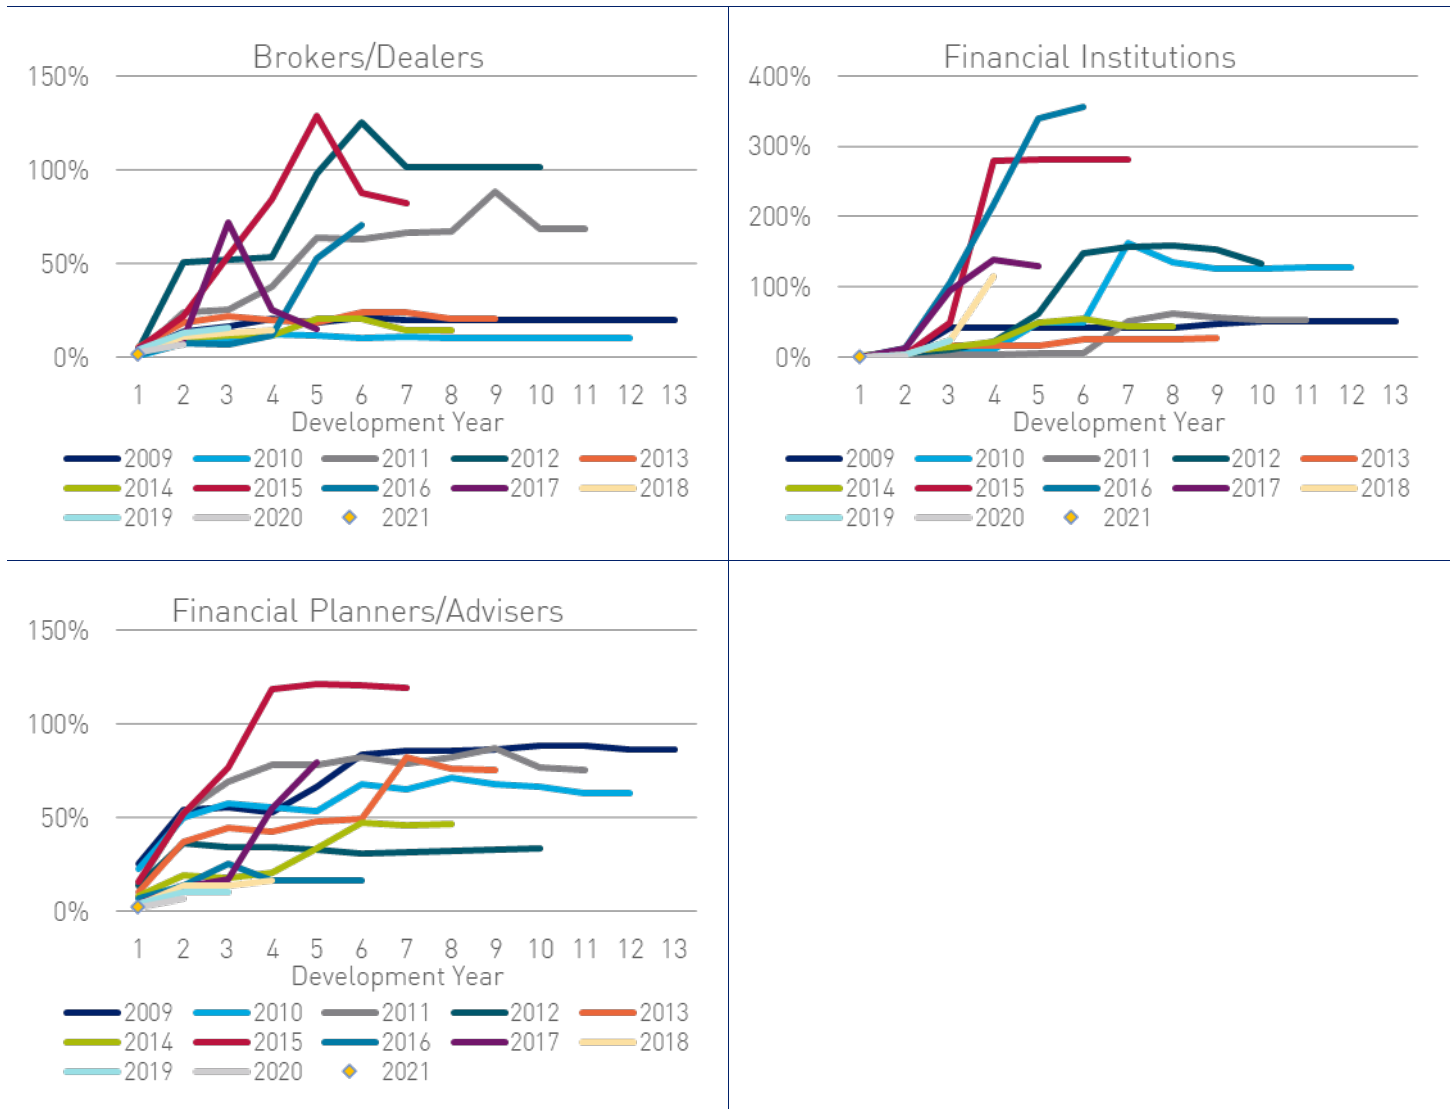 Brokers/Dealers
150%
100%
50%
0%
1 2 3 4 5 6 7 8 9 10 11 12 13
Development Year
2009 2010 2011 2012 2013
2014 2015 2016 2017 2018
2019 2020 2021
Financial Institutions
400%
300%
200%
100%
0%
1 2 3 4 5 6 7 8 9 10 11 12 13
Development Year
2009 2010 2011 2012 2013
2014 2015 2016 2017 2018
2019 2020 2021
Financial Planners/Advisers
150%
100%
50%
0%
1 2 3 4 5 6 7 8 9 10 11 12 13
Development Year
2009 2010 2011 2012 2013
2014 2015 2016 2017 2018
2019 2020 2021